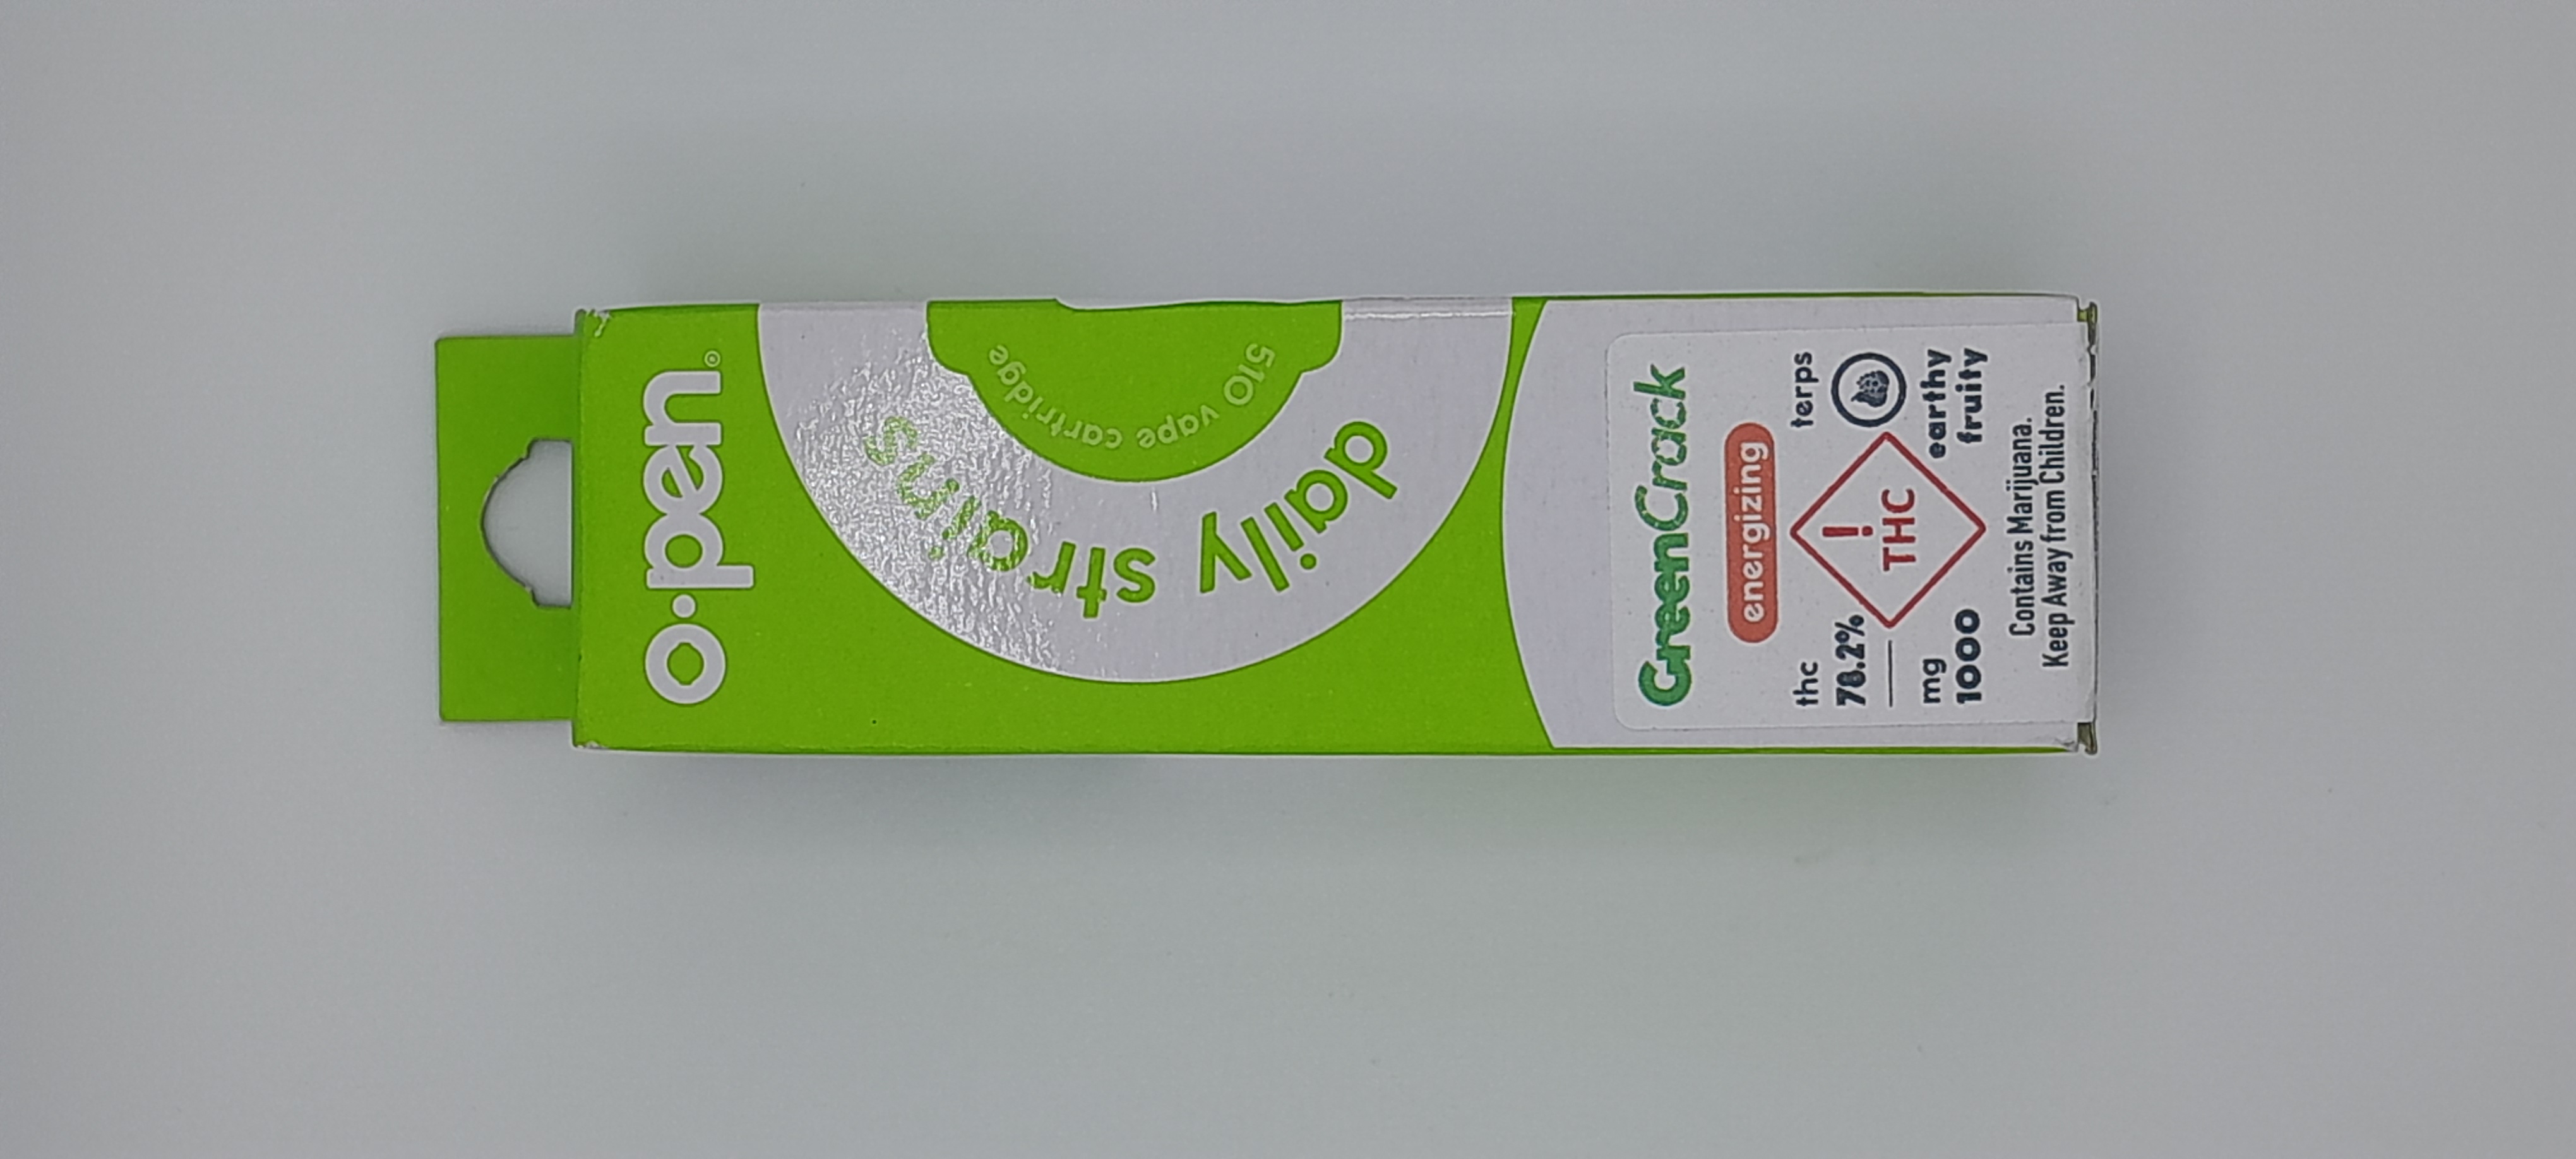 o.pen®
510 vape cartridge
daily strains
GreenCrack
energizing
thc
78.2%
mg
1000
!
THC
terps
earthy
fruity
Contains Marijuana.
Keep Away from Children.